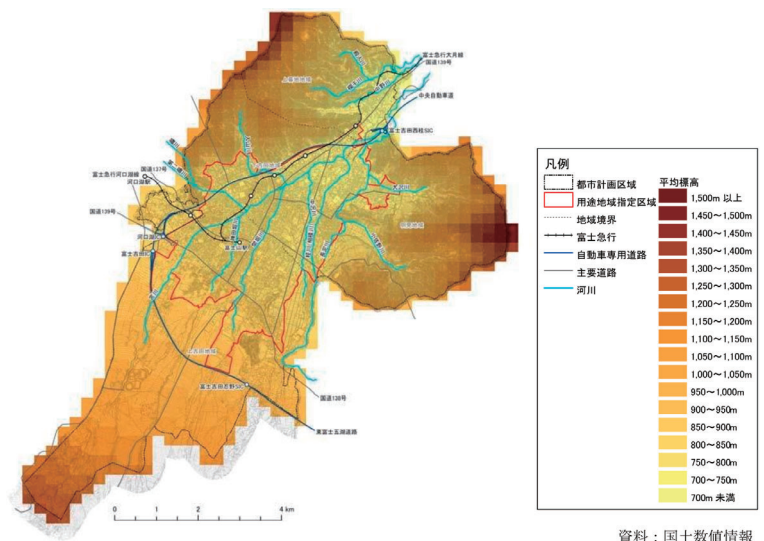 富士急行大月線
国道139号
中央自動車道
富士吉田西桂SIC
国道137号
富士急行河口湖線
河口湖駅
国道139号
河口湖IC
富士吉田IC
富士山駅
上吉田地域
富士吉田忍野SIC
国道138号
東富士五湖道路
0 1 2 4 km
凡例
都市計画区域
用途地域指定区域
地域境界
富士急行
自動車専用道路
主要道路
河川
平均標高
1,500m 以上
1,450~1,500m
1,400~1,450m
1,350~1,400m
1,300~1,350m
1,250~1,300m
1,200~1,250m
1,150~1,200m
1,100~1,150m
1,050~1,100m
1,000~1,050m
950~1,000m
900~950m
850~900m
800~850m
750~800m
700~750m
700m 未満
資料:国土数値情報